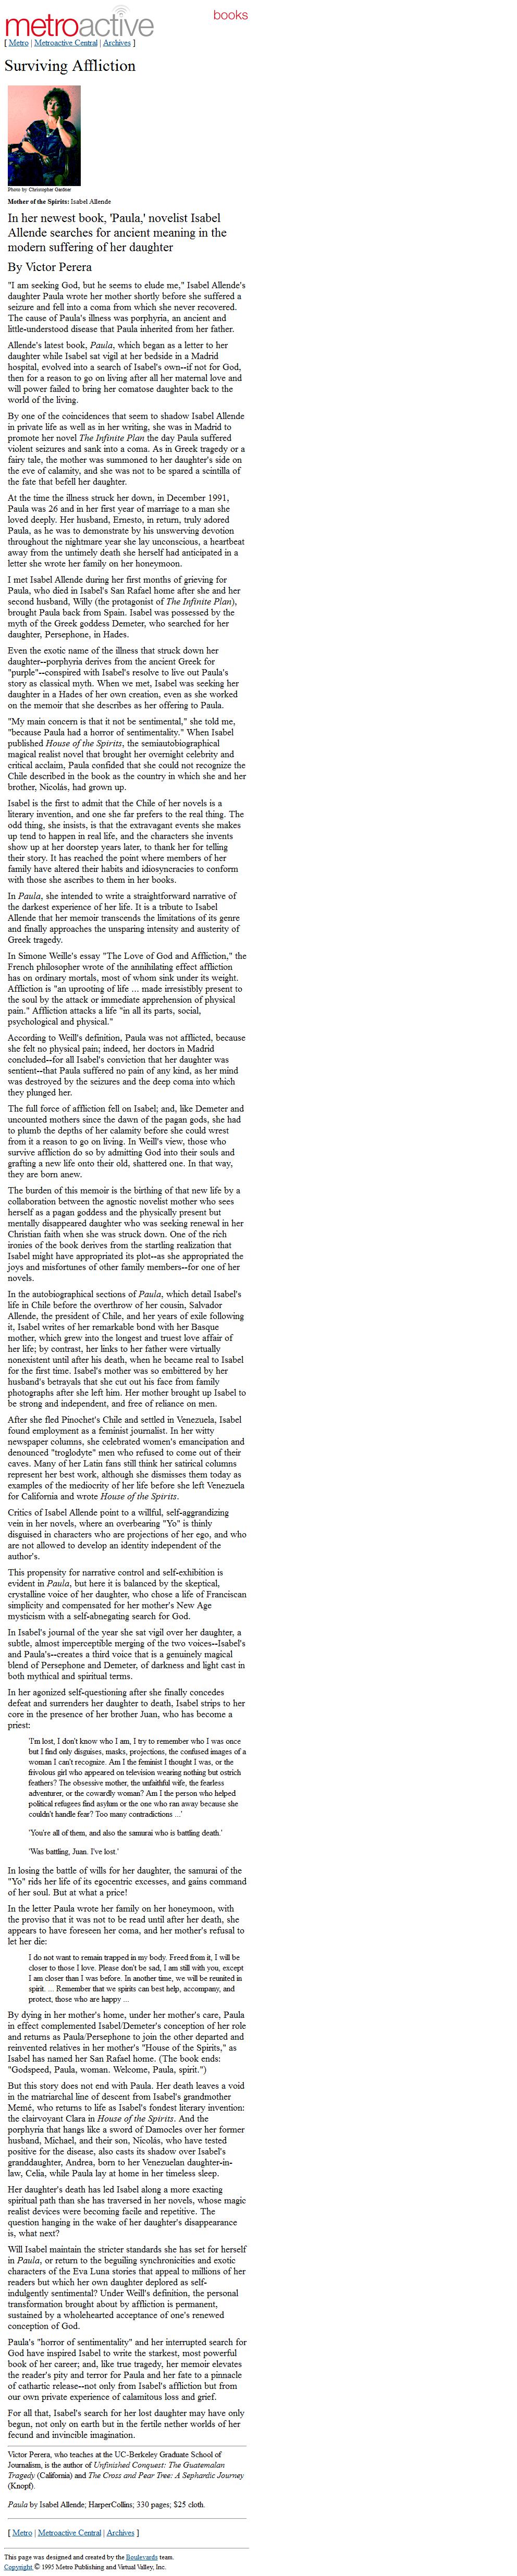 metroactive
books
[ Metro | Metroactive Central | Archives ]
Surviving Affliction
Photo by Christopher Gardner
Mother of the Spirits: Isabel Allende
In her newest book, 'Paula,' novelist Isabel
Allende searches for ancient meaning in the
modern suffering of her daughter
By Victor Perera
"I am seeking God, but he seems to elude me," Isabel Allende's
daughter Paula wrote her mother shortly before she suffered a
seizure and fell into a coma from which she never recovered.
The cause of Paula's illness was porphyria, an ancient and
little-understood disease that Paula inherited from her father.
Allende's latest book, Paula, which began as a letter to her
daughter while Isabel sat vigil at her bedside in a Madrid
hospital, evolved into a search of Isabel's own--if not for God,
then for a reason to go on living after all her maternal love and
will power failed to bring her comatose daughter back to the
world of the living.
By one of the coincidences that seem to shadow Isabel Allende
in private life as well as in her writing, she was in Madrid to
promote her novel The Infinite Plan the day Paula suffered
violent seizures and sank into a coma. As in Greek tragedy or a
fairy tale, the mother was summoned to her daughter's side on
the eve of calamity, and she was not to be spared a scintilla of
the fate that befell her daughter.
At the time the illness struck her down, in December 1991,
Paula was 26 and in her first year of marriage to a man she
loved deeply. Her husband, Ernesto, in return, truly adored
Paula, as he was to demonstrate by his unswerving devotion
throughout the nightmare year she lay unconscious, a heartbeat
away from the untimely death she herself had anticipated in a
letter she wrote her family on her honeymoon.
I met Isabel Allende during her first months of grieving for
Paula, who died in Isabel's San Rafael home after she and her
second husband, Willy (the protagonist of The Infinite Plan),
brought Paula back from Spain. Isabel was possessed by the
myth of the Greek goddess Demeter, who searched for her
daughter, Persephone, in Hades.
Even the exotic name of the illness that struck down her
daughter--porphyria derives from the ancient Greek for
"purple"--conspired with Isabel's resolve to live out Paula's
story as classical myth. When we met, Isabel was seeking her
daughter in a Hades of her own creation, even as she worked
on the memoir that she describes as her offering to Paula.
"My main concern is that it not be sentimental," she told me,
"because Paula had a horror of sentimentality." When Isabel
published House of the Spirits, the semiautobiographical
magical realist novel that brought her overnight celebrity and
critical acclaim, Paula confided that she could not recognize the
Chile described in the book as the country in which she and her
brother, Nicolás, had grown up.
Isabel is the first to admit that the Chile of her novels is a
literary invention, and one she far prefers to the real thing. The
odd thing, she insists, is that the extravagant events she makes
up tend to happen in real life, and the characters she invents
show up at her doorstep years later, to thank her for telling
their story. It has reached the point where members of her
family have altered their habits and idiosyncracies to conform
with those she ascribes to them in her books.
In Paula, she intended to write a straightforward narrative of
the darkest experience of her life. It is a tribute to Isabel
Allende that her memoir transcends the limitations of its genre
and finally approaches the unsparing intensity and austerity of
Greek tragedy.
In Simone Weille's essay "The Love of God and Affliction," the
French philosopher wrote of the annihilating effect affliction
has on ordinary mortals, most of whom sink under its weight.
Affliction is "an uprooting of life ... made irresistibly present to
the soul by the attack or immediate apprehension of physical
pain." Affliction attacks a life "in all its parts, social,
psychological and physical."
According to Weill's definition, Paula was not afflicted, because
she felt no physical pain; indeed, her doctors in Madrid
concluded--for all Isabel's conviction that her daughter was
sentient--that Paula suffered no pain of any kind, as her mind
was destroyed by the seizures and the deep coma into which
they plunged her.
The full force of affliction fell on Isabel; and, like Demeter and
uncounted mothers since the dawn of the pagan gods, she had
to plumb the depths of her calamity before she could wrest
from it a reason to go on living. In Weill's view, those who
survive affliction do so by admitting God into their souls and
grafting a new life onto their old, shattered one. In that way,
they are born anew.
The burden of this memoir is the birthing of that new life by a
collaboration between the agnostic novelist mother who sees
herself as a pagan goddess and the physically present but
mentally disappeared daughter who was seeking renewal in her
Christian faith when she was struck down. One of the rich
ironies of the book derives from the startling realization that
Isabel might have appropriated its plot--as she appropriated the
joys and misfortunes of other family members--for one of her
novels.
In the autobiographical sections of Paula, which detail Isabel's
life in Chile before the overthrow of her cousin, Salvador
Allende, the president of Chile, and her years of exile following
it, Isabel writes of her remarkable bond with her Basque
mother, which grew into the longest and truest love affair of
her life; by contrast, her links to her father were virtually
nonexistent until after his death, when he became real to Isabel
for the first time. Isabel's mother was so embittered by her
husband's betrayals that she cut out his face from family
photographs after she left him. Her mother brought up Isabel to
be strong and independent, and free of reliance on men.
After she fled Pinochet's Chile and settled in Venezuela, Isabel
found employment as a feminist journalist. In her witty
newspaper columns, she celebrated women's emancipation and
denounced "troglodyte" men who refused to come out of their
caves. Many of her Latin fans still think her satirical columns
represent her best work, although she dismisses them today as
examples of the mediocrity of her life before she left Venezuela
for California and wrote House of the Spirits.
Critics of Isabel Allende point to a willful, self-aggrandizing
vein in her novels, where an overbearing "Yo" is thinly
disguised in characters who are projections of her ego, and who
are not allowed to develop an identity independent of the
author's.
This propensity for narrative control and self-exhibition is
evident in Paula, but here it is balanced by the skeptical,
crystalline voice of her daughter, who chose a life of Franciscan
simplicity and compensated for her mother's New Age
mysticism with a self-abnegating search for God.
In Isabel's journal of the year she sat vigil over her daughter, a
subtle, almost imperceptible merging of the two voices--Isabel's
and Paula's--creates a third voice that is a genuinely magical
blend of Persephone and Demeter, of darkness and light cast in
both mythical and spiritual terms.
In her agonized self-questioning after she finally concedes
defeat and surrenders her daughter to death, Isabel strips to her
core in the presence of her brother Juan, who has become a
priest:
'I'm lost, I don't know who I am, I try to remember who I was once
but I find only disguises, masks, projections, the confused images of a
woman I can't recognize. Am I the feminist I thought I was, or the
frivolous girl who appeared on television wearing nothing but ostrich
feathers? The obsessive mother, the unfaithful wife, the fearless
adventurer, or the cowardly woman? Am I the person who helped
political refugees find asylum or the one who ran away because she
couldn't handle fear? Too many contradictions ...'
'You're all of them, and also the samurai who is battling death.'
'Was battling, Juan. I've lost.'
In losing the battle of wills for her daughter, the samurai of the
"Yo" rids her life of its egocentric excesses, and gains command
of her soul. But at what a price!
In the letter Paula wrote her family on her honeymoon, with
the proviso that it was not to be read until after her death, she
appears to have foreseen her coma, and her mother's refusal to
let her die:
I do not want to remain trapped in my body. Freed from it, I will be
closer to those I love. Please don't be sad, I am still with you, except
I am closer than I was before. In another time, we will be reunited in
spirit. ... Remember that we spirits can best help, accompany, and
protect, those who are happy ...
By dying in her mother's home, under her mother's care, Paula
in effect complemented Isabel/Demeter's conception of her role
and returns as Paula/Persephone to join the other departed and
reinvented relatives in her mother's "House of the Spirits," as
Isabel has named her San Rafael home. (The book ends:
"Godspeed, Paula, woman. Welcome, Paula, spirit.")
But this story does not end with Paula. Her death leaves a void
in the matriarchal line of descent from Isabel's grandmother
Memé, who returns to life as Isabel's fondest literary invention:
the clairvoyant Clara in House of the Spirits. And the
porphyria that hangs like a sword of Damocles over her former
husband, Michael, and their son, Nicolás, who have tested
positive for the disease, also casts its shadow over Isabel's
granddaughter, Andrea, born to her Venezuelan daughter-in-
law, Celia, while Paula lay at home in her timeless sleep.
Her daughter's death has led Isabel along a more exacting
spiritual path than she has traversed in her novels, whose magic
realist devices were becoming facile and repetitive. The
question hanging in the wake of her daughter's disappearance
is, what next?
Will Isabel maintain the stricter standards she has set for herself
in Paula, or return to the beguiling synchronicities and exotic
characters of the Eva Luna stories that appeal to millions of her
readers but which her own daughter deplored as self-
indulgently sentimental? Under Weill's definition, the personal
transformation brought about by affliction is permanent,
sustained by a wholehearted acceptance of one's renewed
conception of God.
Paula's "horror of sentimentality" and her interrupted search for
God have inspired Isabel to write the starkest, most powerful
book of her career; and, like true tragedy, her memoir elevates
the reader's pity and terror for Paula and her fate to a pinnacle
of cathartic release--not only from Isabel's affliction but from
our own private experience of calamitous loss and grief.
For all that, Isabel's search for her lost daughter may have only
begun, not only on earth but in the fertile nether worlds of her
fecund and invincible imagination.
Victor Perera, who teaches at the UC-Berkeley Graduate School of
Journalism, is the author of Unfinished Conquest: The Guatemalan
Tragedy (California) and The Cross and Pear Tree: A Sephardic Journey
(Knopf).
Paula by Isabel Allende; HarperCollins; 330 pages; $25 cloth.
[ Metro | Metroactive Central | Archives ]
This page was designed and created by the Boulevards team.
Copyright © 1995 Metro Publishing and Virtual Valley, Inc.